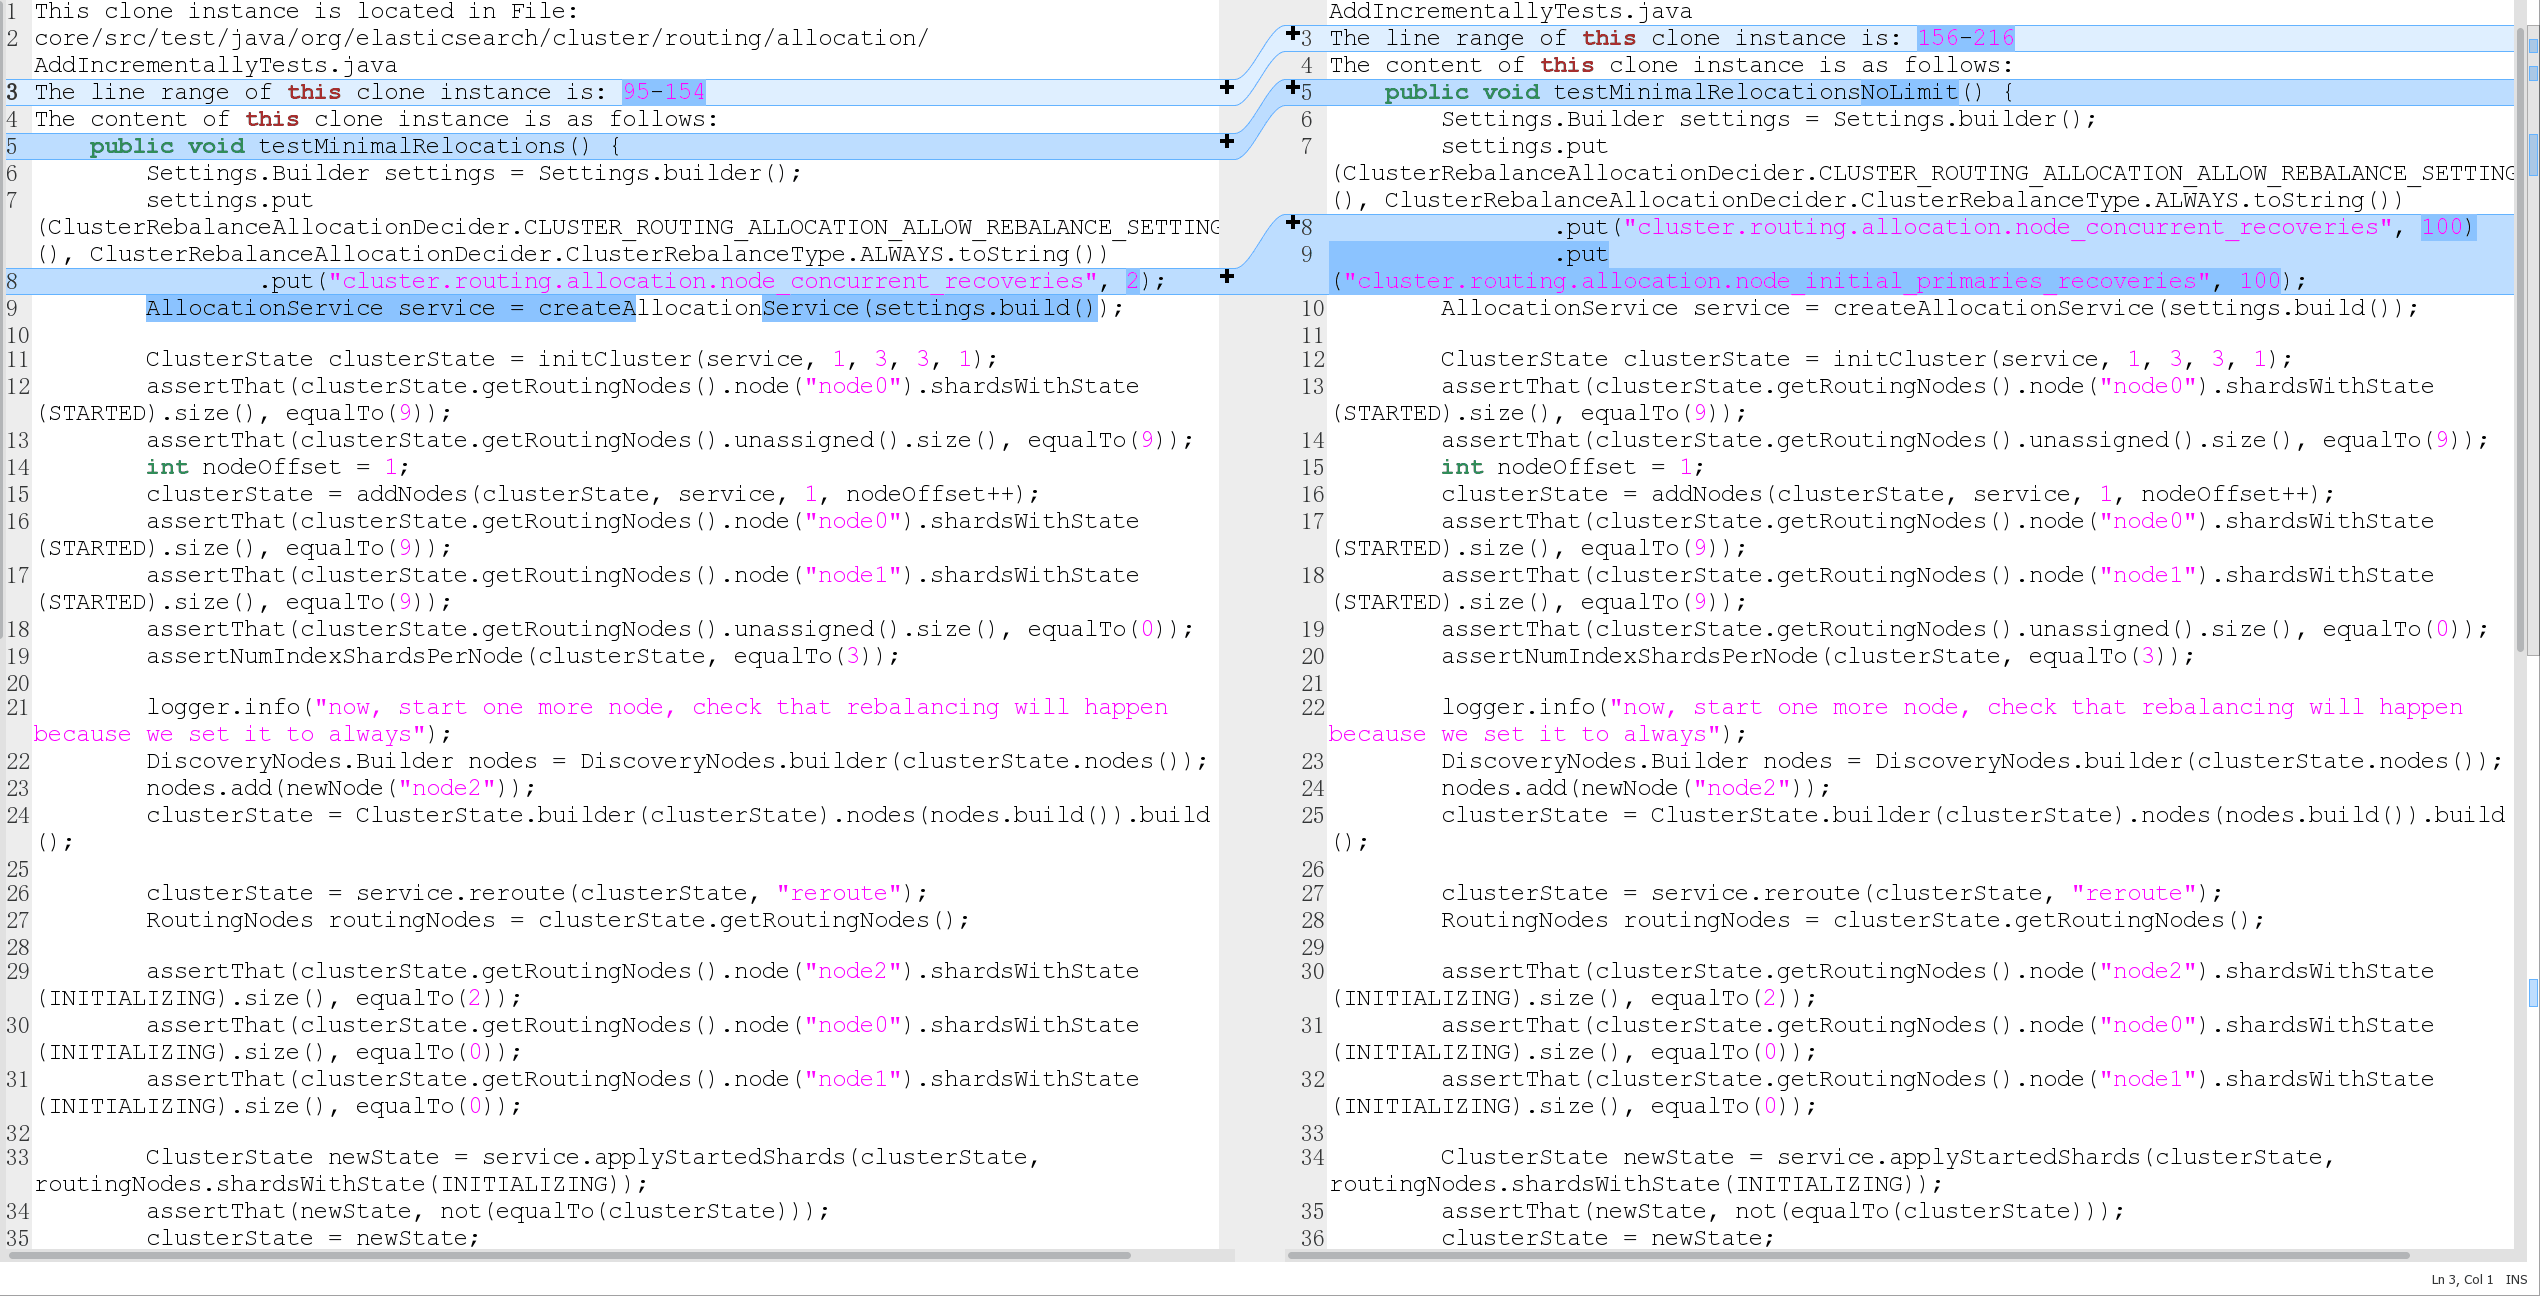 1 This clone instance is located in File:
2 core/src/test/java/org/elasticsearch/cluster/routing/allocation/
AddIncrementallyTests.java
3 The line range of this clone instance is: 95-154
4 The content of this clone instance is as follows:
5     public void testMinimalRelocations() {
6         Settings.Builder settings = Settings.builder();
7         settings.put
(ClusterRebalanceAllocationDecider.CLUSTER_ROUTING_ALLOCATION_ALLOW_REBALANCE_SETTING
(), ClusterRebalanceAllocationDecider.ClusterRebalanceType.ALWAYS.toString())
8                 .put("cluster.routing.allocation.node_concurrent_recoveries", 2);
9         AllocationService service = createAllocationService(settings.build());
10
11         ClusterState clusterState = initCluster(service, 1, 3, 3, 1);
12         assertThat(clusterState.getRoutingNodes().node("node0").shardsWithState
(STARTED).size(), equalTo(9));
13         assertThat(clusterState.getRoutingNodes().unassigned().size(), equalTo(9));
14         int nodeOffset = 1;
15         clusterState = addNodes(clusterState, service, 1, nodeOffset++);
16         assertThat(clusterState.getRoutingNodes().node("node0").shardsWithState
(STARTED).size(), equalTo(9));
17         assertThat(clusterState.getRoutingNodes().node("node1").shardsWithState
(STARTED).size(), equalTo(9));
18         assertThat(clusterState.getRoutingNodes().unassigned().size(), equalTo(0));
19         assertNumIndexShardsPerNode(clusterState, equalTo(3));
20
21         logger.info("now, start one more node, check that rebalancing will happen
because we set it to always");
22         DiscoveryNodes.Builder nodes = DiscoveryNodes.builder(clusterState.nodes());
23         nodes.add(newNode("node2"));
24         clusterState = ClusterState.builder(clusterState).nodes(nodes.build()).build
();
25
26         clusterState = service.reroute(clusterState, "reroute");
27         RoutingNodes routingNodes = clusterState.getRoutingNodes();
28
29         assertThat(clusterState.getRoutingNodes().node("node2").shardsWithState
(INITIALIZING).size(), equalTo(2));
30         assertThat(clusterState.getRoutingNodes().node("node0").shardsWithState
(INITIALIZING).size(), equalTo(0));
31         assertThat(clusterState.getRoutingNodes().node("node1").shardsWithState
(INITIALIZING).size(), equalTo(0));
32
33         ClusterState newState = service.applyStartedShards(clusterState,
routingNodes.shardsWithState(INITIALIZING));
34         assertThat(newState, not(equalTo(clusterState)));
35         clusterState = newState;
AddIncrementallyTests.java
3 The line range of this clone instance is: 156-216
4 The content of this clone instance is as follows:
5     public void testMinimalRelocationsNoLimit() {
6         Settings.Builder settings = Settings.builder();
7         settings.put
(ClusterRebalanceAllocationDecider.CLUSTER_ROUTING_ALLOCATION_ALLOW_REBALANCE_SETTING
(), ClusterRebalanceAllocationDecider.ClusterRebalanceType.ALWAYS.toString())
8                 .put("cluster.routing.allocation.node_concurrent_recoveries", 100)
9                 .put
("cluster.routing.allocation.node_initial_primaries_recoveries", 100);
10         AllocationService service = createAllocationService(settings.build());
11
12         ClusterState clusterState = initCluster(service, 1, 3, 3, 1);
13         assertThat(clusterState.getRoutingNodes().node("node0").shardsWithState
(STARTED).size(), equalTo(9));
14         assertThat(clusterState.getRoutingNodes().unassigned().size(), equalTo(9));
15         int nodeOffset = 1;
16         clusterState = addNodes(clusterState, service, 1, nodeOffset++);
17         assertThat(clusterState.getRoutingNodes().node("node0").shardsWithState
(STARTED).size(), equalTo(9));
18         assertThat(clusterState.getRoutingNodes().node("node1").shardsWithState
(STARTED).size(), equalTo(9));
19         assertThat(clusterState.getRoutingNodes().unassigned().size(), equalTo(0));
20         assertNumIndexShardsPerNode(clusterState, equalTo(3));
21
22         logger.info("now, start one more node, check that rebalancing will happen
because we set it to always");
23         DiscoveryNodes.Builder nodes = DiscoveryNodes.builder(clusterState.nodes());
24         nodes.add(newNode("node2"));
25         clusterState = ClusterState.builder(clusterState).nodes(nodes.build()).build
();
26
27         clusterState = service.reroute(clusterState, "reroute");
28         RoutingNodes routingNodes = clusterState.getRoutingNodes();
29
30         assertThat(clusterState.getRoutingNodes().node("node2").shardsWithState
(INITIALIZING).size(), equalTo(2));
31         assertThat(clusterState.getRoutingNodes().node("node0").shardsWithState
(INITIALIZING).size(), equalTo(0));
32         assertThat(clusterState.getRoutingNodes().node("node1").shardsWithState
(INITIALIZING).size(), equalTo(0));
33
34         ClusterState newState = service.applyStartedShards(clusterState,
routingNodes.shardsWithState(INITIALIZING));
35         assertThat(newState, not(equalTo(clusterState)));
36         clusterState = newState;
Ln 3, Col 1 INS